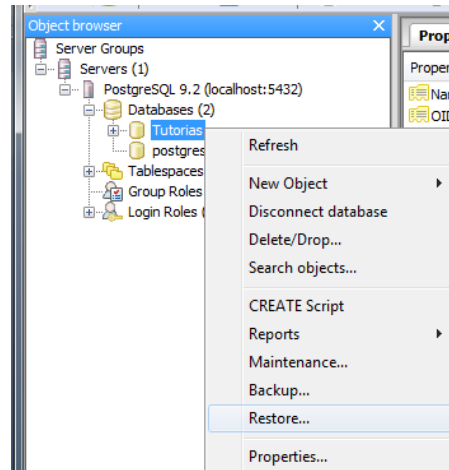 Object browser
Server Groups
Servers (1)
PostgreSQL 9.2 (localhost:5432)
Databases (2)
Tutorias
postgres
Tablespaces
Group Roles
Login Roles (
Refresh
New Object
Disconnect database
Delete/Drop...
Search objects...
CREATE Script
Reports
Maintenance...
Backup...
Restore...
Properties...
Prop
Proper
Nar
OID